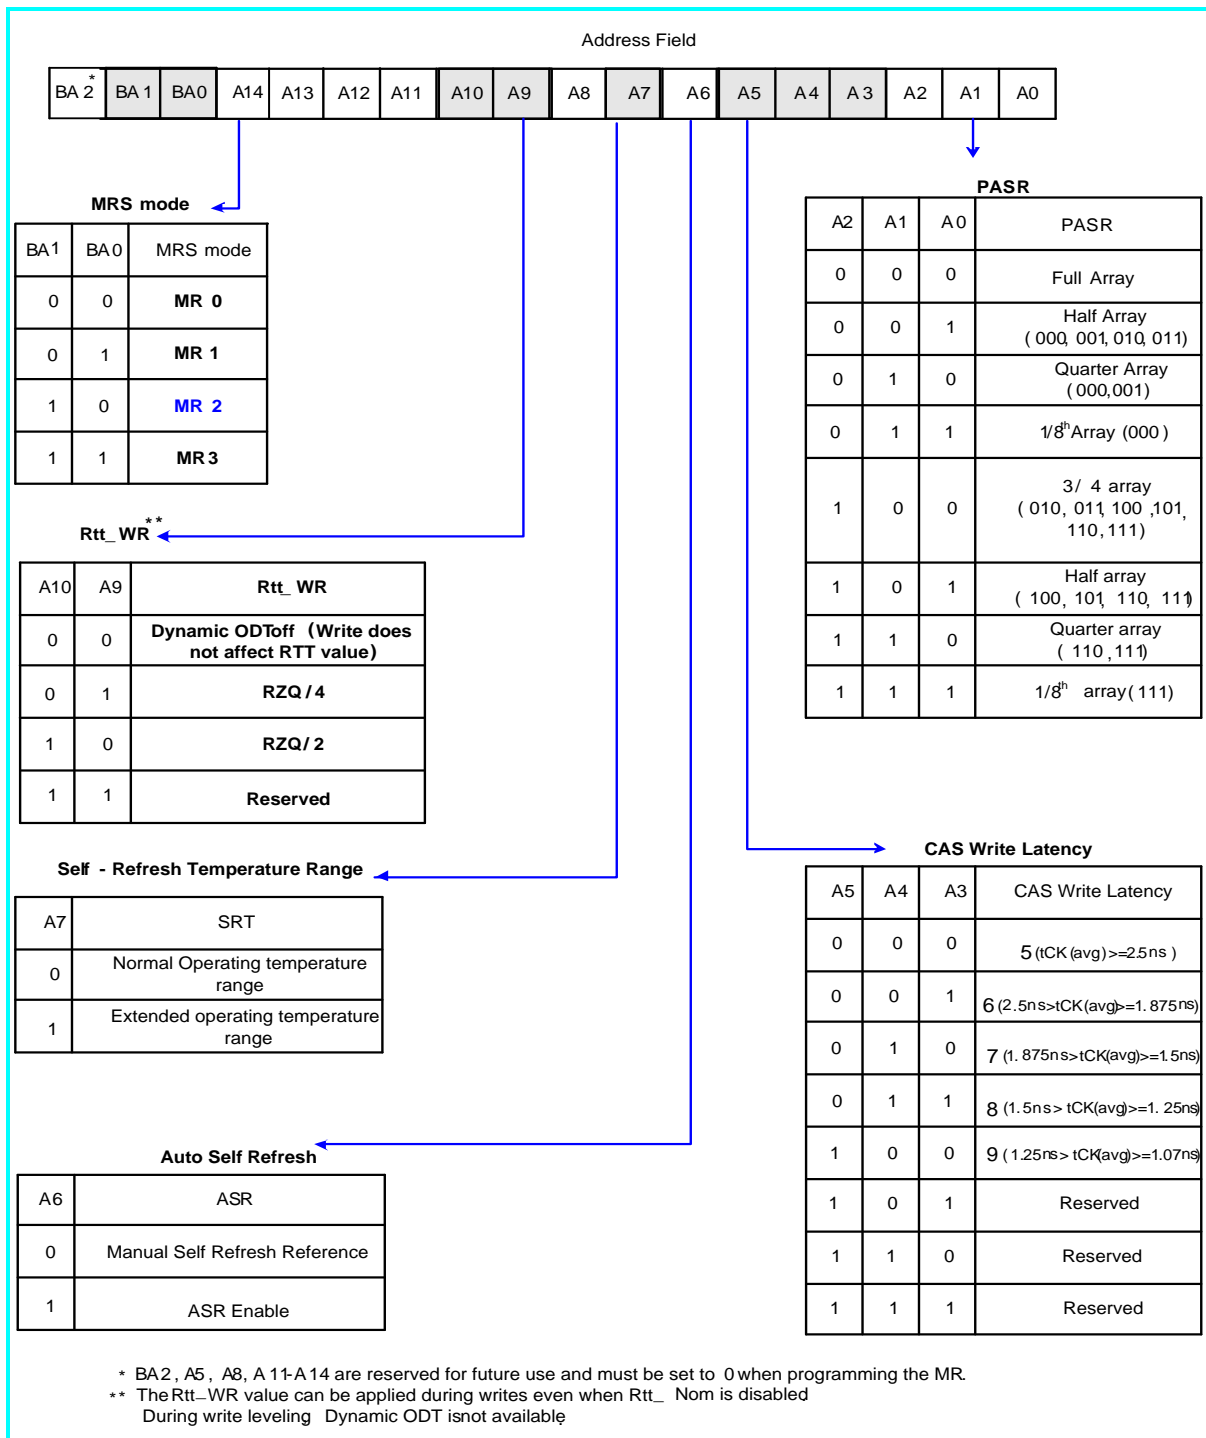 Address Field
BA 2* BA 1 BA0 A14 A13 A12 A11 A10 A9 A8 A7 A6 A5 A4 A 3 A2 A1 A0
MRS mode
BA1 BA0 MRS mode
0 0 MR 0
0 1 MR 1
1 0 MR 2
1 1 MR3
Rtt_ WR**
A10 A9 Rtt_ WR
0 0 Dynamic ODToff (Write does
not affect RTT value)
0 1 RZQ / 4
1 0 RZQ/ 2
1 1 Reserved
Self - Refresh Temperature Range
A7 SRT
0 Normal Operating temperature
range
1 Extended operating temperature
range
Auto Self Refresh
A6 ASR
0 Manual Self Refresh Reference
1 ASR Enable
PASR
A2 A1 A0 PASR
0 0 0 Full Array
0 0 1 Half Array
( 000, 001, 010, 011)
0 1 0 Quarter Array
( 000,001)
0 1 1 1/8th Array (000 )
1 0 0 3/ 4 array
( 010, 011, 100 ,101,
110, 111)
1 0 1 Half array
( 100, 101, 110, 111)
1 1 0 Quarter array
( 110 ,111)
1 1 1 1/8th array( 111)
CAS Write Latency
A5 A4 A3 CAS Write Latency
0 0 0 5 (tCK (avg) >=2.5 ns )
0 0 1 6 (2.5ns>tCK(avg)>=1.875ns)
0 1 0 7 (1. 875ns>tCK(avg)>=1.5ns)
0 1 1 8 (1.5ns> tCK(avg)>=1. 25ns)
1 0 0 9 ( 1.25ns> tCK(avg)>=1.07ns)
1 0 1 Reserved
1 1 0 Reserved
1 1 1 Reserved
* BA2 , A5 , A8, A 11-A14 are reserved for future use and must be set to 0 when programming the MR.
** The Rtt_WR value can be applied during writes even when Rtt_ Nom is disabled.
During write leveling, Dynamic ODT isnot available.